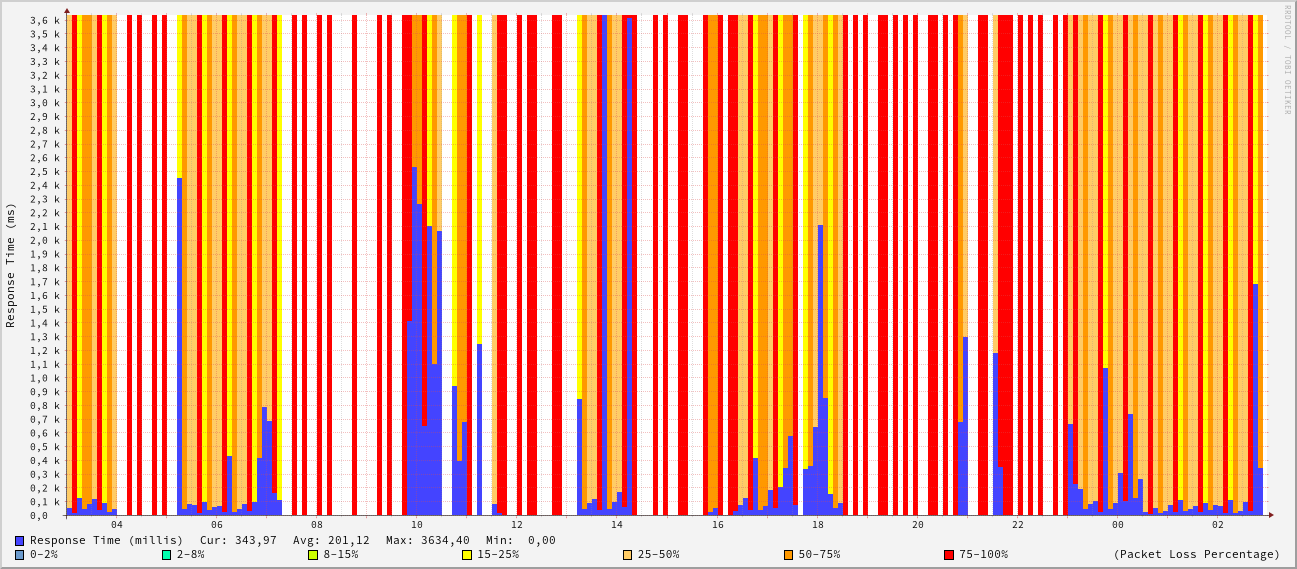 RRDTOOL / TOBI OETIKER
Response Time (ms)
3,6 k
3,5 k
3,4 k
3,3 k
3,2 k
3,1 k
3,0 k
2,9 k
2,8 k
2,7 k
2,6 k
2,5 k
2,4 k
2,3 k
2,2 k
2,1 k
2,0 k
1,9 k
1,8 k
1,7 k
1,6 k
1,5 k
1,4 k
1,3 k
1,2 k
1,1 k
1,0 k
0,9 k
0,8 k
0,7 k
0,6 k
0,5 k
0,4 k
0,3 k
0,2 k
0,1 k
0,0
04 06 08 10 12 14 16 18 20 22 00 02
Response Time (millis) Cur: 343,97 Avg: 201,12 Max: 3634,40 Min: 0,00
0-2% 2-8% 8-15% 15-25% 25-50% 50-75% 75-100% (Packet Loss Percentage)